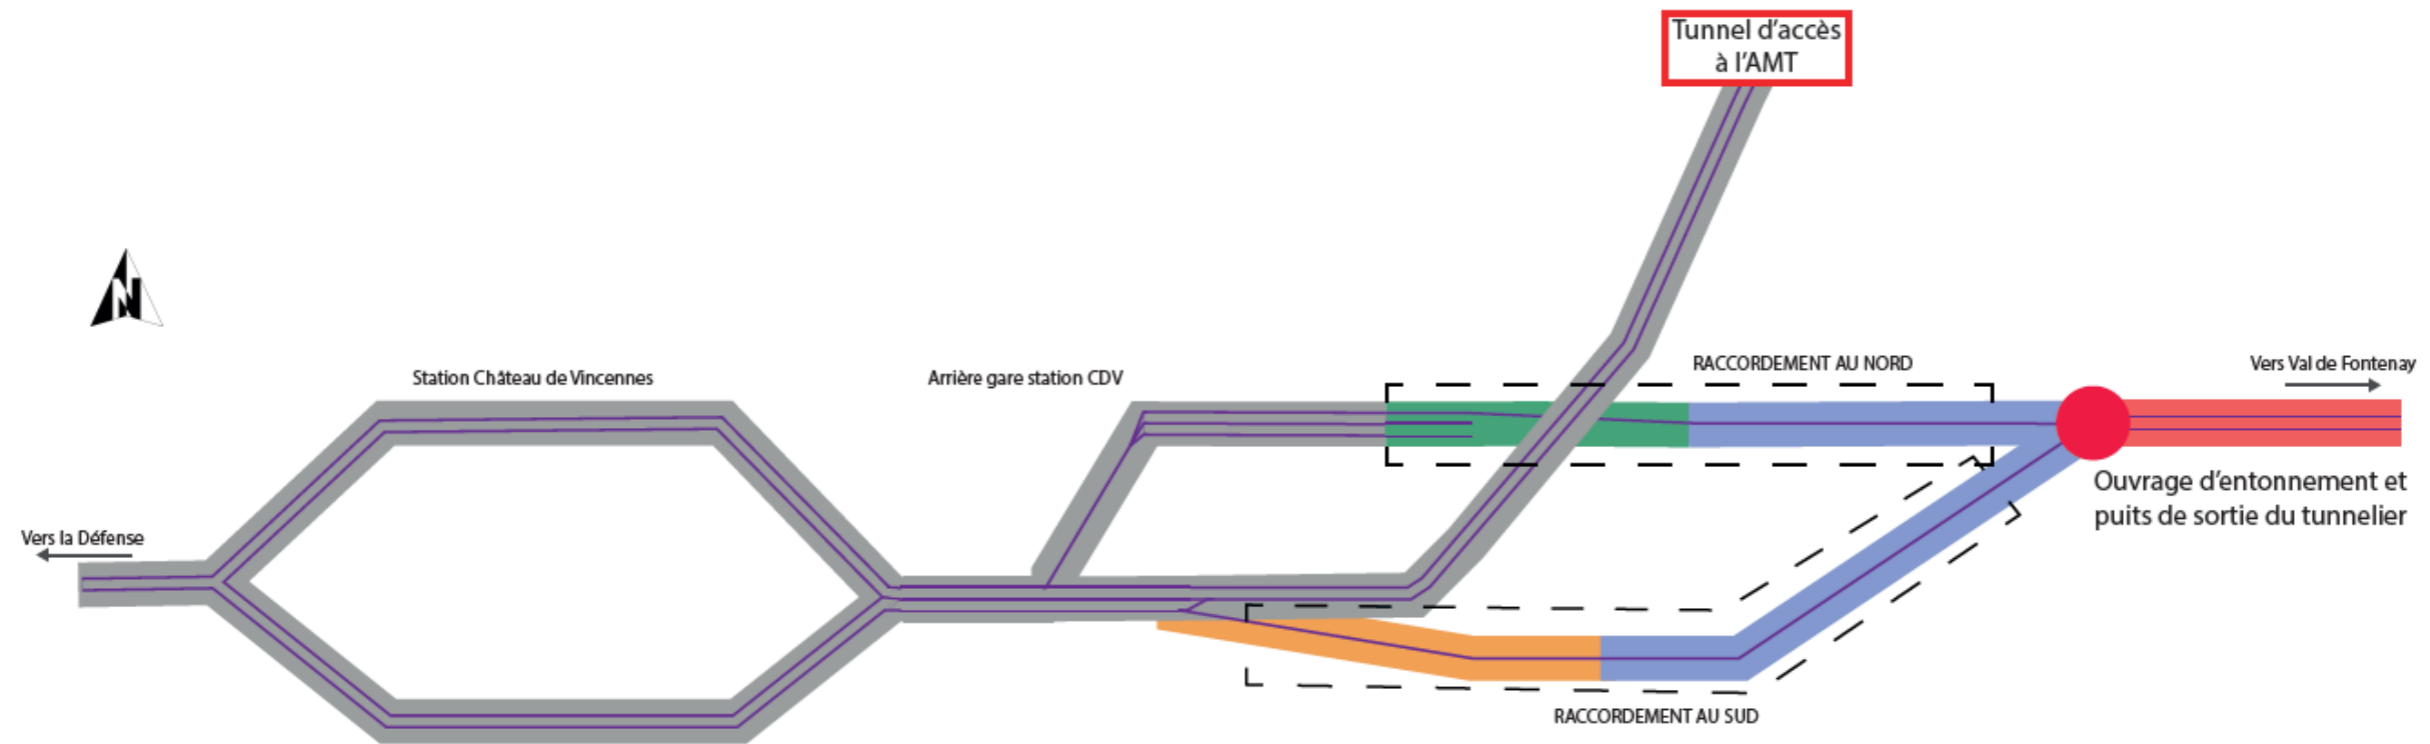 Tunnel d'accès
à l'AMT
N
Station Château de Vincennes
Arrière gare station CDV
RACCORDEMENT AU NORD
Vers Val de Fontenay
Vers la Défense
Ouvrage d'entonnement et
puits de sortie du tunnelier
RACCORDEMENT AU SUD